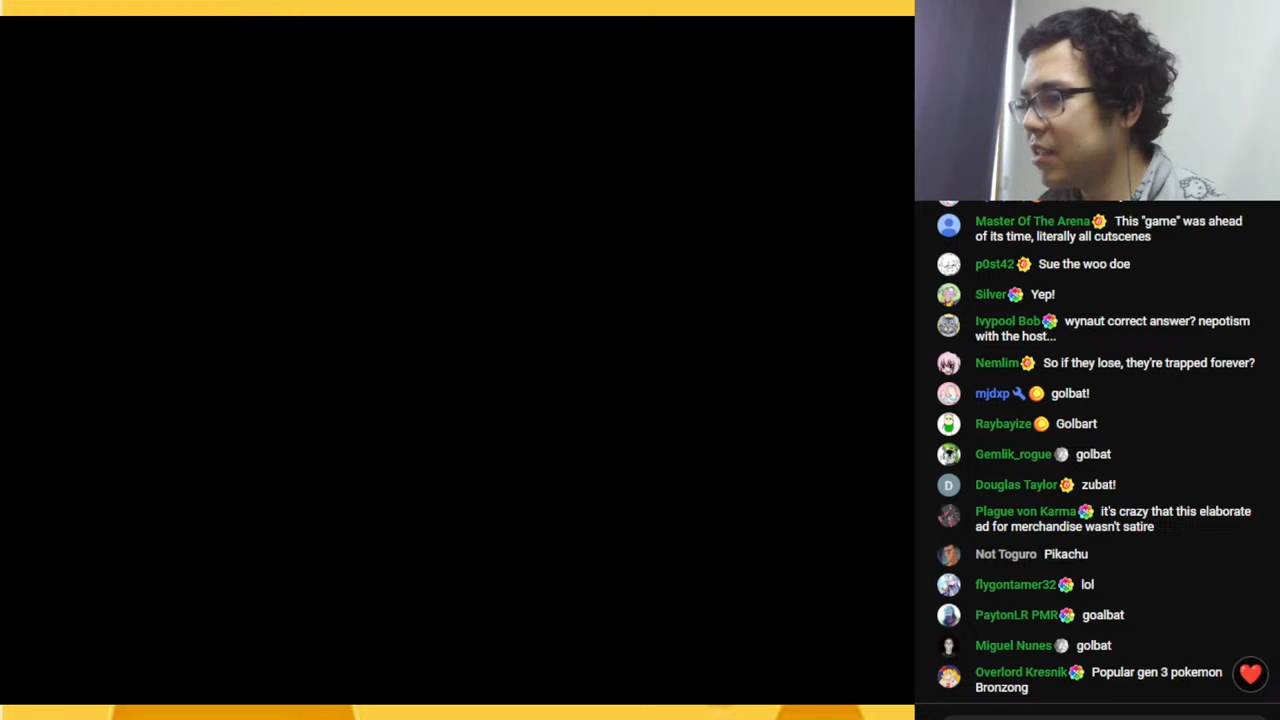 Master Of The Arena This "game" was ahead
of its time, literally all cutscenes
p0st42 Sue the woo doe
Silver Yep!
Ivypool Bob wynaut correct answer? nepotism
with the host...
Nemlim So if they lose, they're trapped forever?
mjdxp golbat!
Raybayize Golbart
Gemlik_rogue golbat
D Douglas Taylor zubat!
Plague von Karma it's crazy that this elaborate
ad for merchandise wasn't satire
Not Toguro Pikachu
flygontamer32 lol
PaytonLR PMR goalbat
Miguel Nunes golbat
Overlord Kresnik Popular gen 3 pokemon
Bronzong